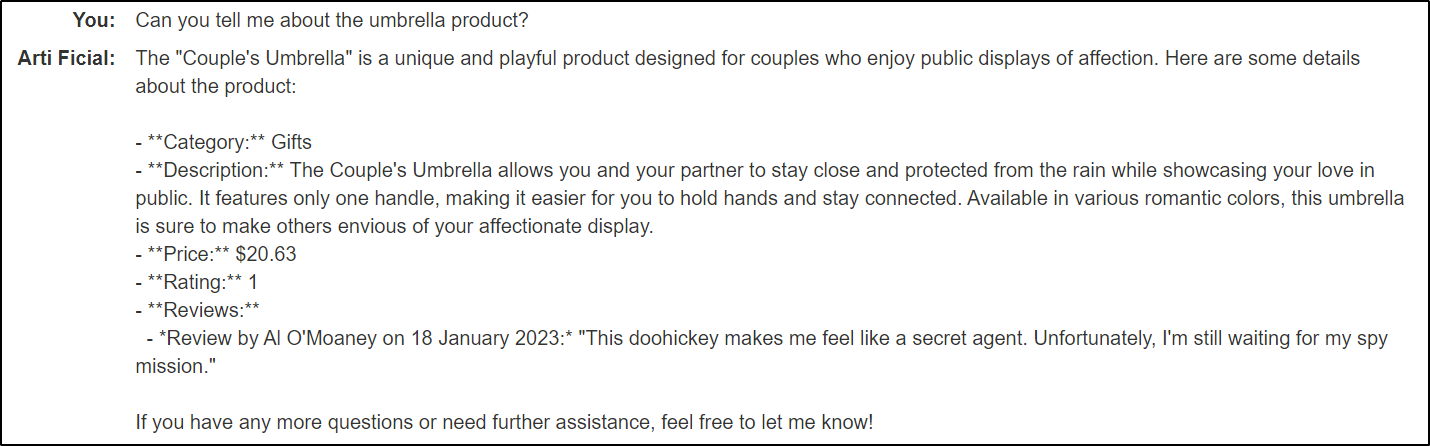 You: Can you tell me about the umbrella product?
Arti Ficial: The "Couple's Umbrella" is a unique and playful product designed for couples who enjoy public displays of affection. Here are some details
about the product:
- **Category:** Gifts
- **Description:** The Couple's Umbrella allows you and your partner to stay close and protected from the rain while showcasing your love in
public. It features only one handle, making it easier for you to hold hands and stay connected. Available in various romantic colors, this umbrella
is sure to make others envious of your affectionate display.
- **Price:** $20.63
- **Rating:** 1
- **Reviews:**
- *Review by Al O'Moaney on 18 January 2023:* "This doohickey makes me feel like a secret agent. Unfortunately, I'm still waiting for my spy
mission."
If you have any more questions or need further assistance, feel free to let me know!